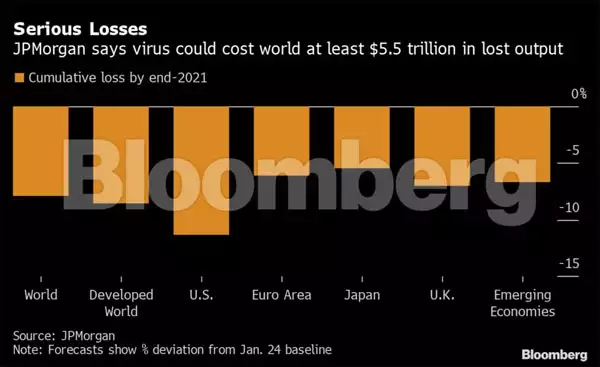 Serious Losses
JPMorgan says virus could cost world at least $5.5 trillion in lost output
Cumulative loss by end-2021
0%
-5
-10
-15
Bloomberg
World
Developed
World
U.S.
Euro Area
Japan
U.K.
Emerging
Economies
Source: JPMorgan
Note: Forecasts show % deviation from Jan. 24 baseline
Bloomberg